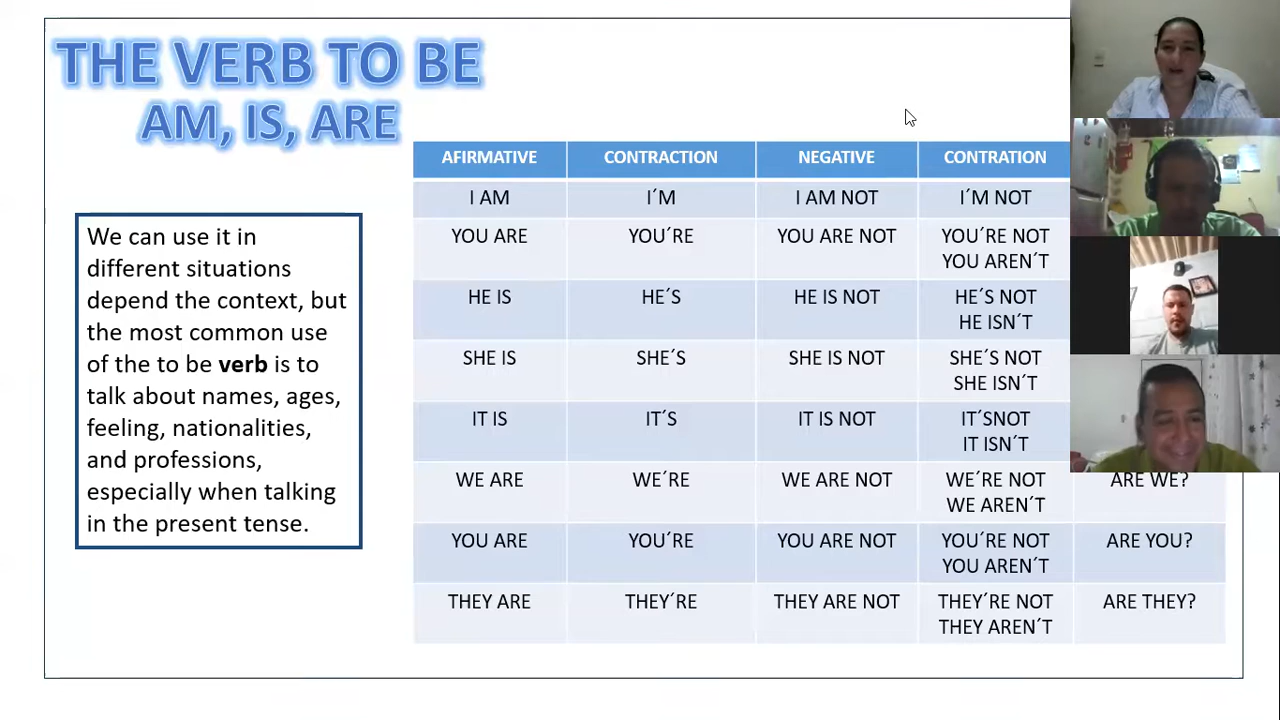 THE VERB TO BE
AM, IS, ARE
We can use it in
different situations
depend the context, but
the most common use
of the to be verb is to
talk about names, ages,
feeling, nationalities,
and professions,
especially when talking
in the present tense.
AFIRMATIVE CONTRACTION NEGATIVE CONTRATION
I AM I´M I AM NOT I´M NOT
YOU ARE YOU´RE YOU ARE NOT YOU´RE NOT
YOU AREN´T
HE IS HE´S HE IS NOT HE´S NOT
HE ISN´T
SHE IS SHE´S SHE IS NOT SHE´S NOT
SHE ISN´T
IT IS IT´S IT IS NOT IT´SNOT
IT ISN´T
WE ARE WE´RE WE ARE NOT WE´RE NOT ARE WE?
WE AREN´T
YOU ARE YOU´RE YOU ARE NOT YOU´RE NOT ARE YOU?
YOU AREN´T
THEY ARE THEY´RE THEY ARE NOT THEY´RE NOT ARE THEY?
THEY AREN´T